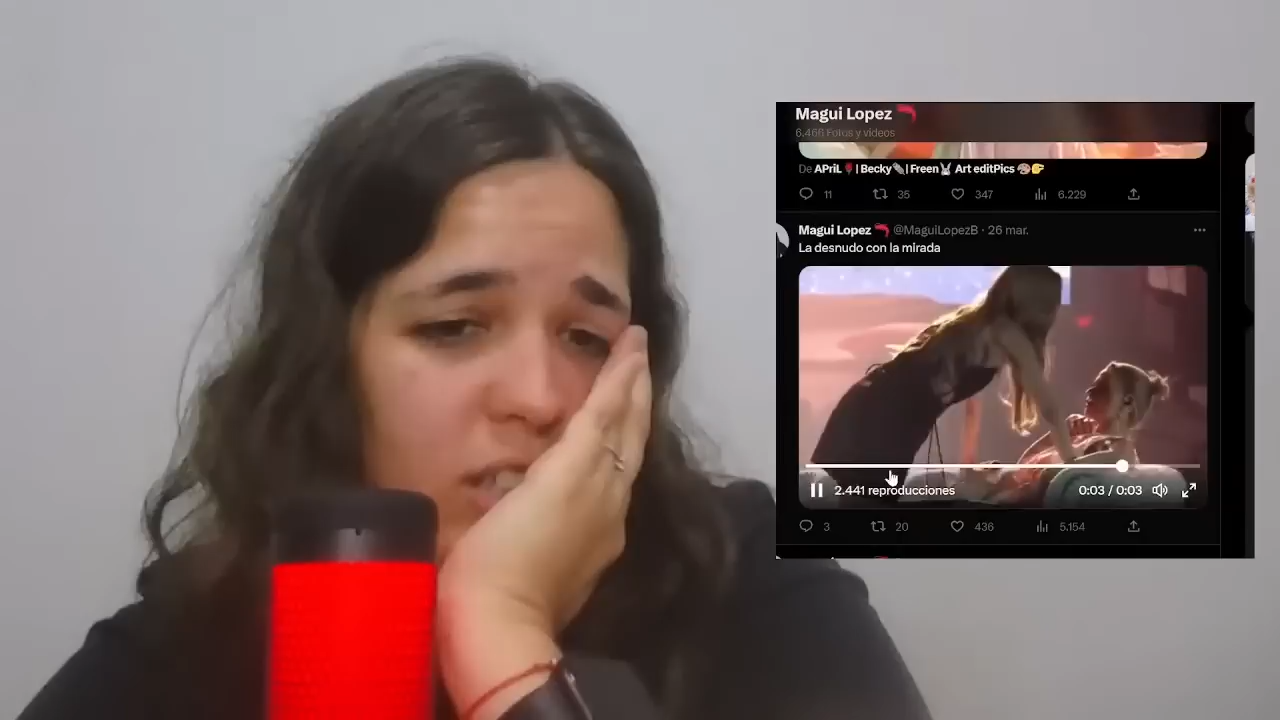 Magui Lopez 🦐
6.466 Fotos y videos
De APriL🌹| Becky✎| Freen🐰 Art editPics 🎨👉
11 35 347 6.229
Magui Lopez 🦐 @MaguiLopezB · 26 mar.
La desnudo con la mirada
2.441 reproducciones 0:03 / 0:03
3 20 436 5.154